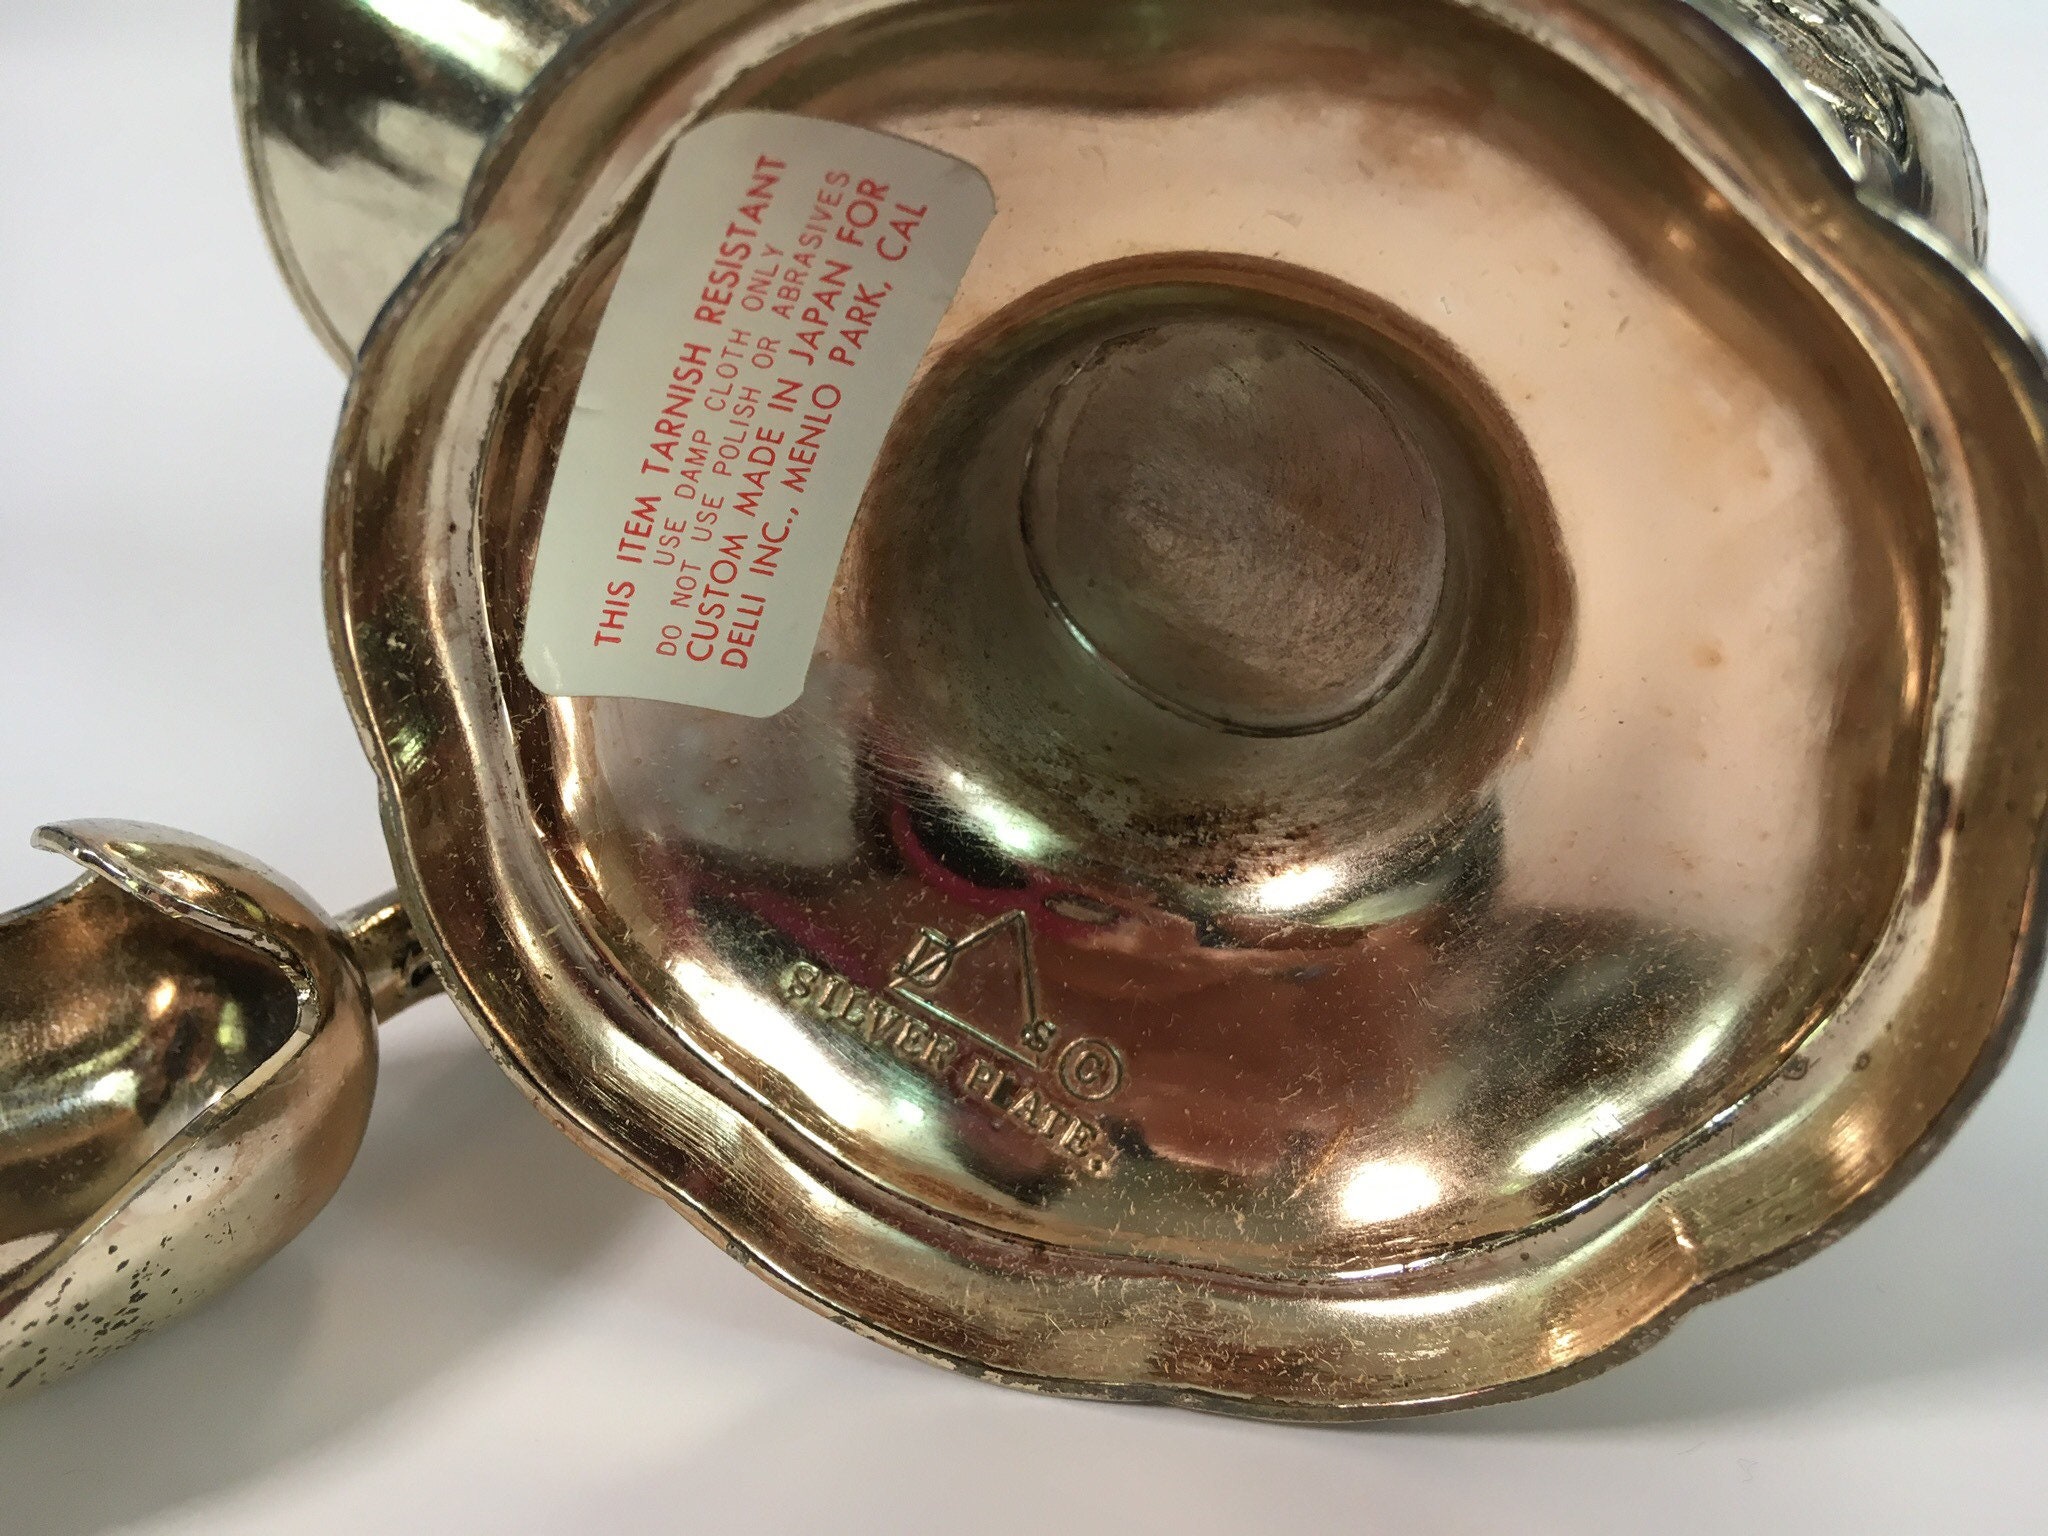 THIS ITEM TARNISH RESISTANT
USE DAMP CLOTH ONLY
DO NOT USE POLISH OR ABRASIVES
CUSTOM MADE IN JAPAN FOR
DELLI INC., MENLO PARK, CAL
D S ©
SILVER PLATE.